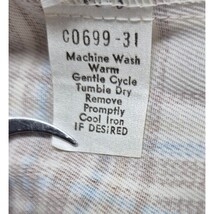 C0699-31
Machine Wash
Warm
Gentle Cycle
Tumble Dry
Remove
Promptly
Cool Iron
IF DESIRED